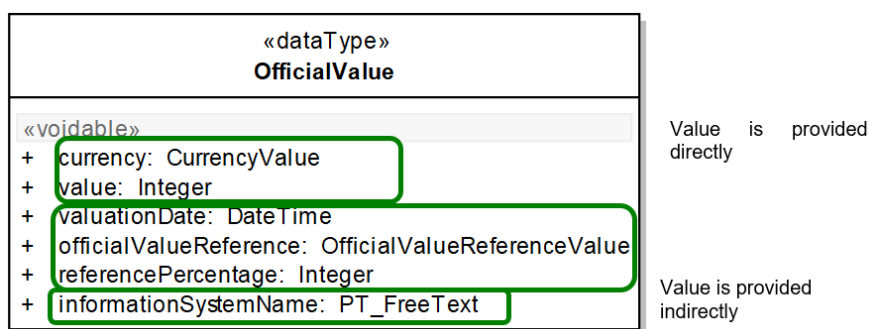 «dataType»
OfficialValue
«voidable»
+ currency: CurrencyValue
+ value: Integer
+ valuationDate: DateTime
+ officialValueReference: OfficialValueReferenceValue
+ referencePercentage: Integer
+ informationSystemName: PT_FreeText
Value is provided
directly
Value is provided
indirectly